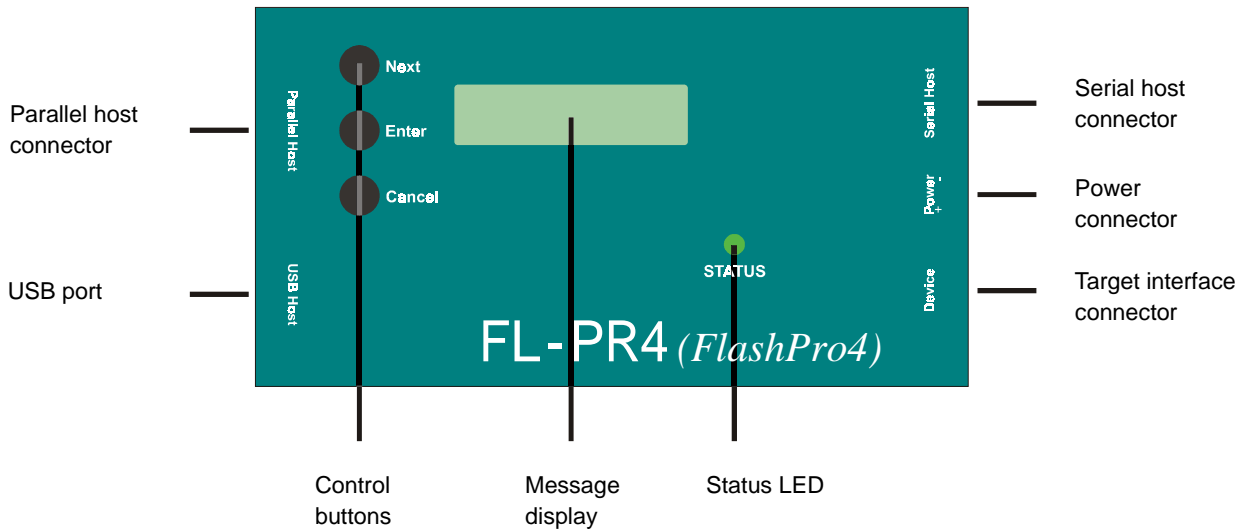 Next
Enter
Cancel
Parallel Host
USB Host
Serial Host
Power
- +
Device
STATUS
FL-PR4 (FlashPro4)
Parallel host
connector
USB port
Serial host
connector
Power
connector
Target interface
connector
Control
buttons
Message
display
Status LED